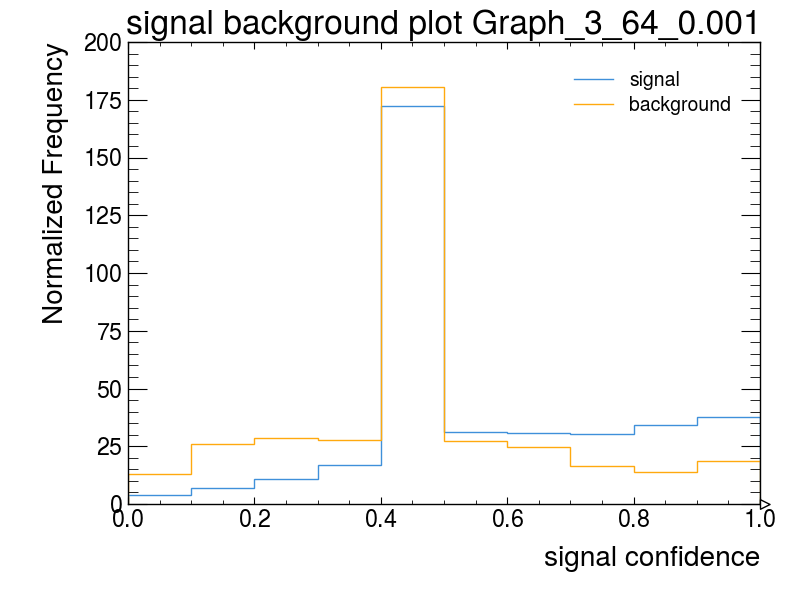 signal background plot Graph_3_64_0.001
Normalized Frequency
200
175
150
125
100
75
50
25
0
signal
background
0.0 0.2 0.4 0.6 0.8 1.0
signal confidence